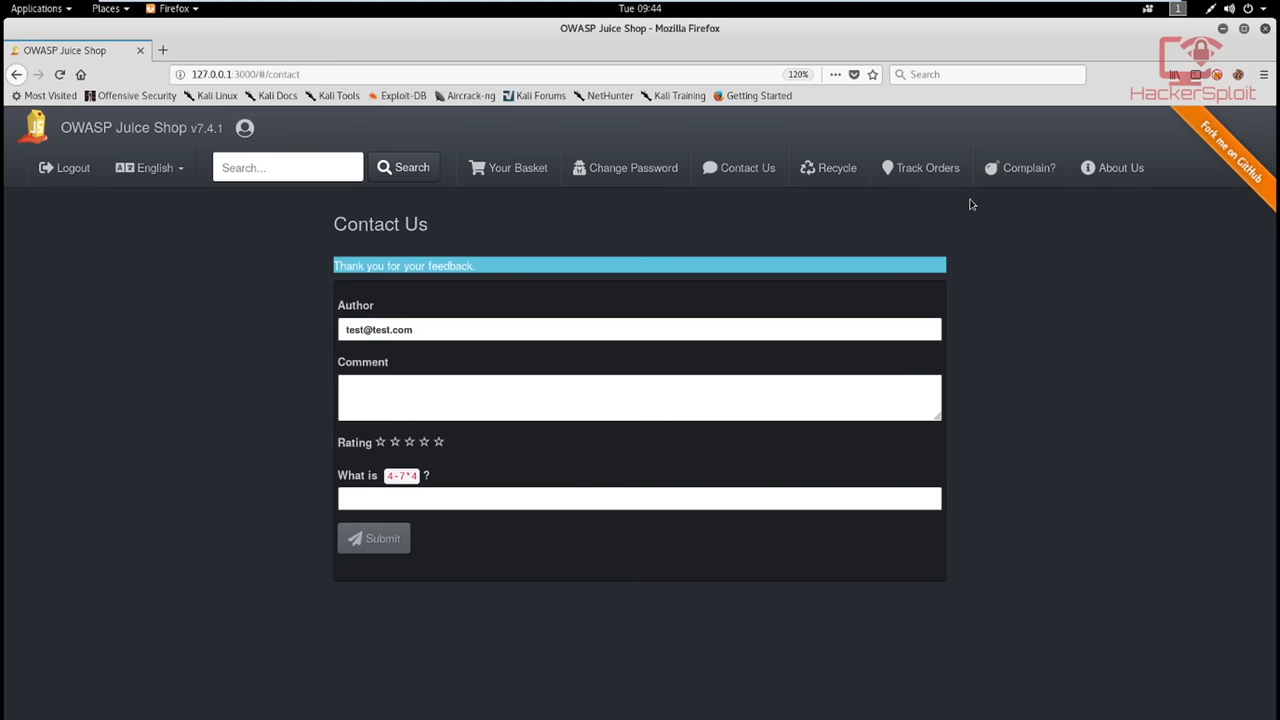 Applications Places Firefox Tue 09:44 1
OWASP Juice Shop - Mozilla Firefox
OWASP Juice Shop
127.0.0.1:3000/#/contact 120% Search
HackerSploit
Most Visited Offensive Security Kali Linux Kali Docs Kali Tools Exploit-DB Aircrack-ng Kali Forums NetHunter Kali Training Getting Started
JS
OWASP Juice Shop v7.4.1
Fork me on GitHub
Logout English Search... Search Your Basket Change Password Contact Us Recycle Track Orders Complain? About Us
Contact Us
Thank you for your feedback.
Author
test@test.com
Comment
Rating
What is 4-7*4 ?
Submit